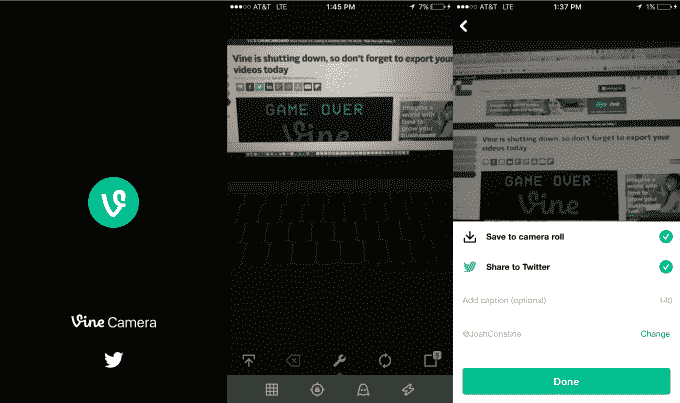 Vine Camera
AT&T LTE 1:45 PM 7%
Vine is shutting down, so don't forget to export your
videos today
GAME OVER
Vine
Imagine a
world with
time to
grow your
AT&T LTE 1:37 PM 1%
Vine is shutting down, so don't forget to export your
videos today
GAME OVER
Vine
Imagine a
world with
time to
grow your
Save to camera roll
Share to Twitter
Add caption (optional) 140
@JoshConstine Change
Done